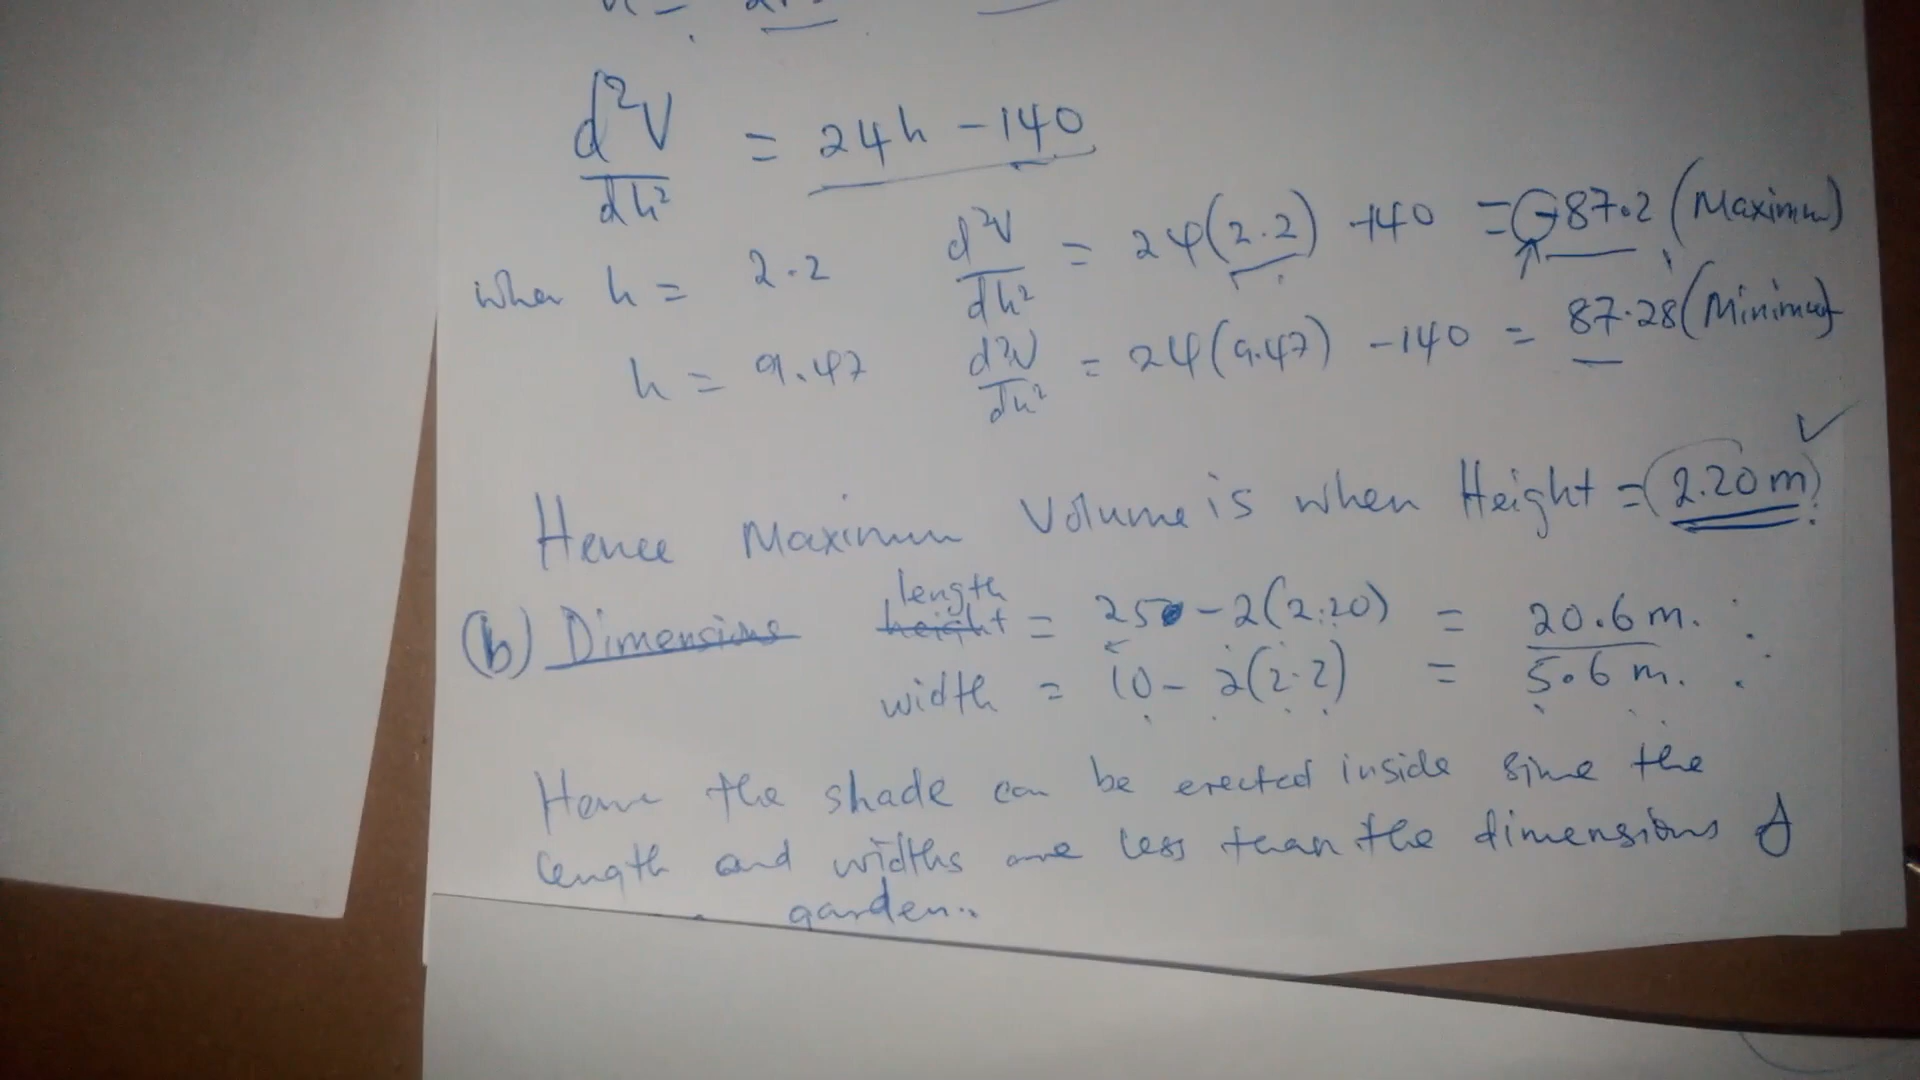 d²V/dh² = 24h - 140
when h = 2.2 d²V/dh² = 24(2.2) - 140 = -87.2 (Maximum)
h = 9.47 d²V/dh² = 24(9.47) - 140 = 87.28 (Minimum)
Hence Maximum Volume is when Height = 2.20m
(b) Dimensions length height = 25 - 2(2.20) = 20.6 m.
width = 10 - 2(2.2) = 5.6 m.
Hence the shade can be erected inside since the
length and widths are less than the dimensions of
garden.